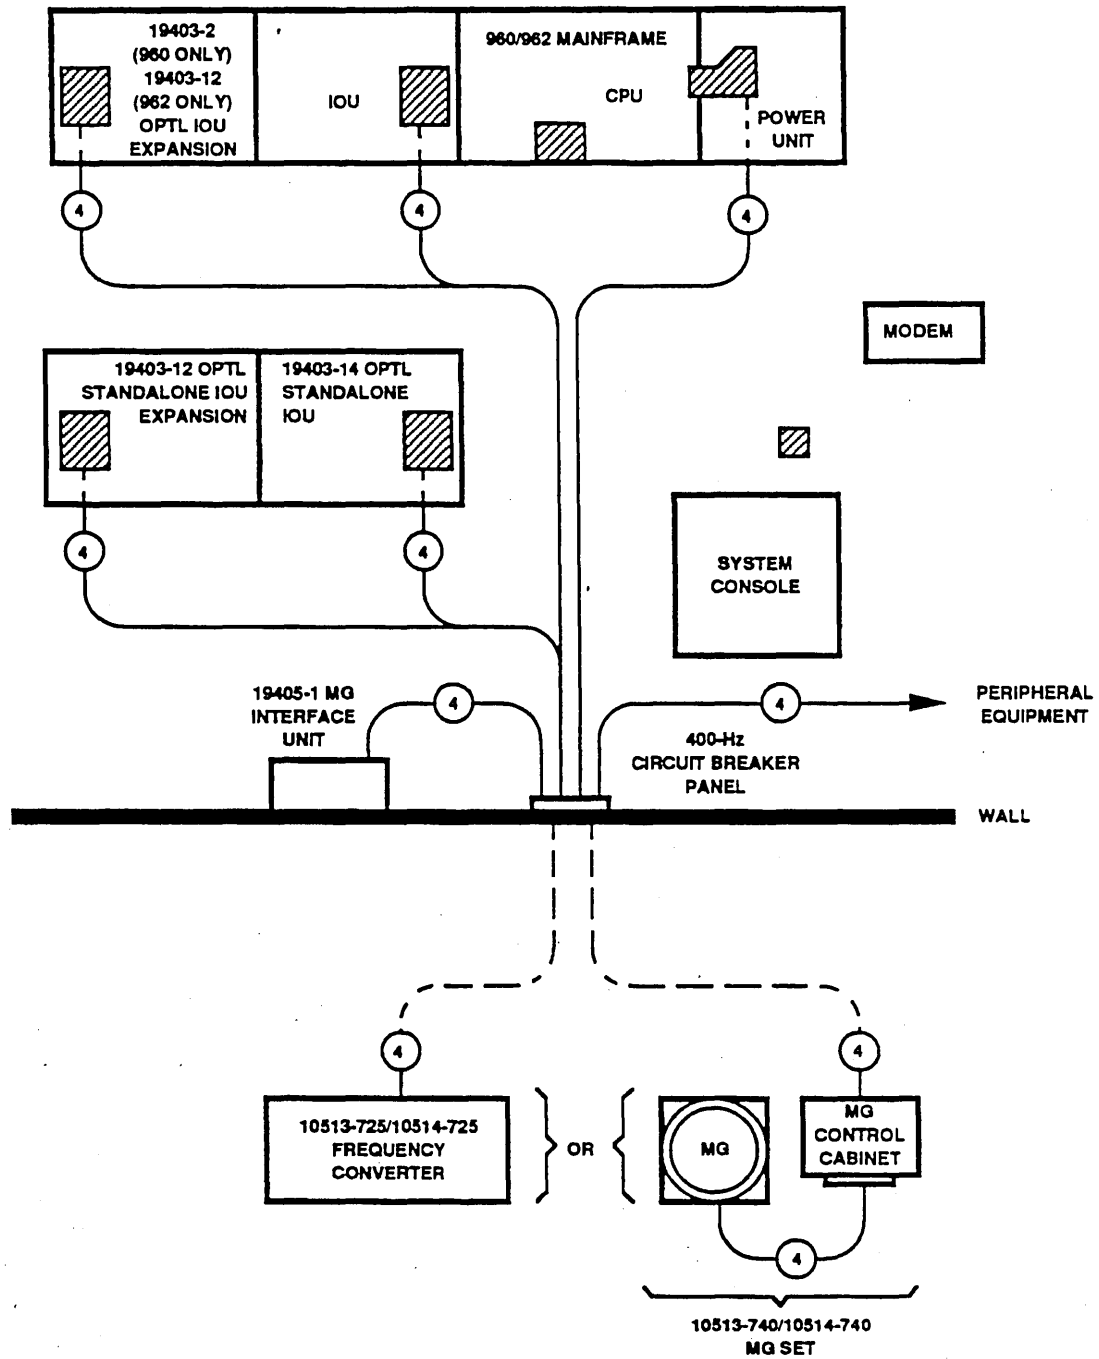 19403-2
(960 ONLY)
19403-12
(962 ONLY)
OPTL IOU
EXPANSION
IOU
960/962 MAINFRAME
CPU
POWER
UNIT
4
4
4
MODEM
19403-12 OPTL
STANDALONE IOU
EXPANSION
19403-14 OPTL
STANDALONE
IOU
4
4
SYSTEM
CONSOLE
19405-1 MG
INTERFACE
UNIT
4
4
PERIPHERAL
EQUIPMENT
400-Hz
CIRCUIT BREAKER
PANEL
WALL
4
4
10513-725/10514-725
FREQUENCY
CONVERTER
OR
MG
MG
CONTROL
CABINET
4
10513-740/10514-740
MG SET